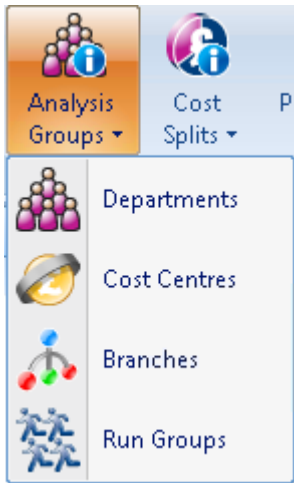 Analysis
Groups
Cost
Splits
P
Departments
Cost Centres
Branches
Run Groups